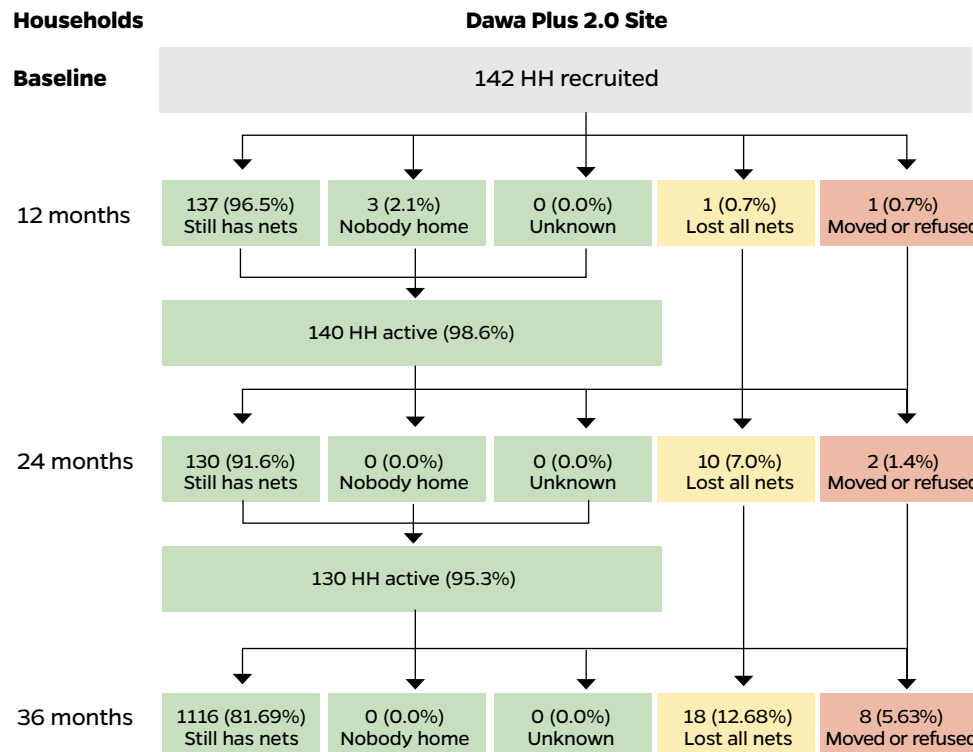 Households
Dawa Plus 2.0 Site
Baseline
142 HH recruited
12 months
137 (96.5%)
Still has nets
3 (2.1%)
Nobody home
0 (0.0%)
Unknown
1 (0.7%)
Lost all nets
1 (0.7%)
Moved or refused
140 HH active (98.6%)
24 months
130 (91.6%)
Still has nets
0 (0.0%)
Nobody home
0 (0.0%)
Unknown
10 (7.0%)
Lost all nets
2 (1.4%)
Moved or refused
130 HH active (95.3%)
36 months
1116 (81.69%)
Still has nets
0 (0.0%)
Nobody home
0 (0.0%)
Unknown
18 (12.68%)
Lost all nets
8 (5.63%)
Moved or refused